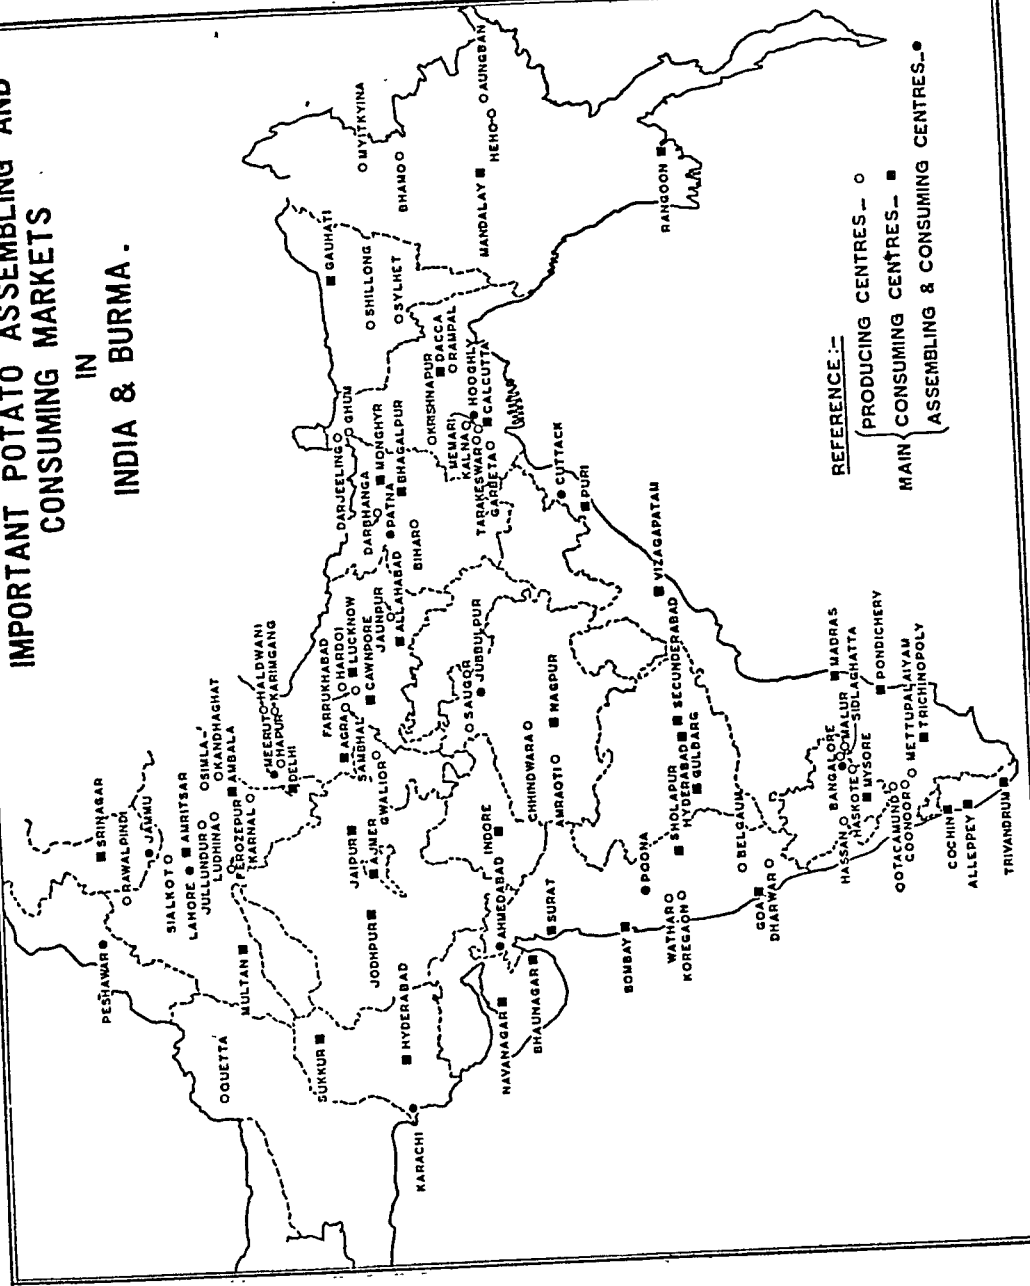 IMPORTANT POTATO ASSEMBLING AND
CONSUMING MARKETS
IN
INDIA & BURMA.
SRINAGAR
RAWALPINDI
JAMMU
PESHAWAR
SIALKOT
LAHORE
AMRITSAR
JULLUNDUR
LUDHIANA
SIMLA
KANDHAGHAT
FEROZEPUR
AMBALA
KARNAL
MULTAN
QUETTA
SUKKUR
HYDERABAD
KARACHI
MEERUT
HALDWANI
HAPUR
KARIMGANG
DELHI
FARRUKHABAD
AGRA
HARDOI
SAMBHAL
LUCKNOW
CAWNPORE
GWALIOR
JAUNPUR
ALLAHABAD
JAIPUR
AJMER
JODHPUR
DARJEELING
GHUM
DARBHANGA
MONGHYR
PATNA
BHAGALPUR
BIHAR
GAUHATI
SHILLONG
SYLHET
KRISHNAPUR
DACCA
RAMPAL
MEMARI
KALNA
HOOGHLY
TARAKESWAR
CALCUTTA
GARBETA
MYITKYINA
BHAMO
MANDALAY
HEHO
AUNGBAN
RANGOON
SAUGOR
JUBBULPUR
INDORE
AHMEDABAD
NAVANAGAR
BHAUNAGAR
SURAT
CHHINDWARA
AMRAOTI
NAGPUR
CUTTACK
PURI
VIZAGAPATAM
BOMBAY
POONA
WATHAR
KOREGAON
SHOLAPUR
HYDERABAD
SECUNDERABAD
GULBARG
BELGAUM
GOA
DHARWAR
HASSAN
BANGALORE
MALUR
HASKOTE
SIDLAGHATTA
MYSORE
MADRAS
PONDICHERY
OOTACAMUND
COONOOR
METTUPALAIYAM
TRICHINOPOLY
COCHIN
ALLEPPEY
TRIVANDRUM
REFERENCE:-
MAIN
PRODUCING CENTRES
CONSUMING CENTRES
ASSEMBLING & CONSUMING CENTRES